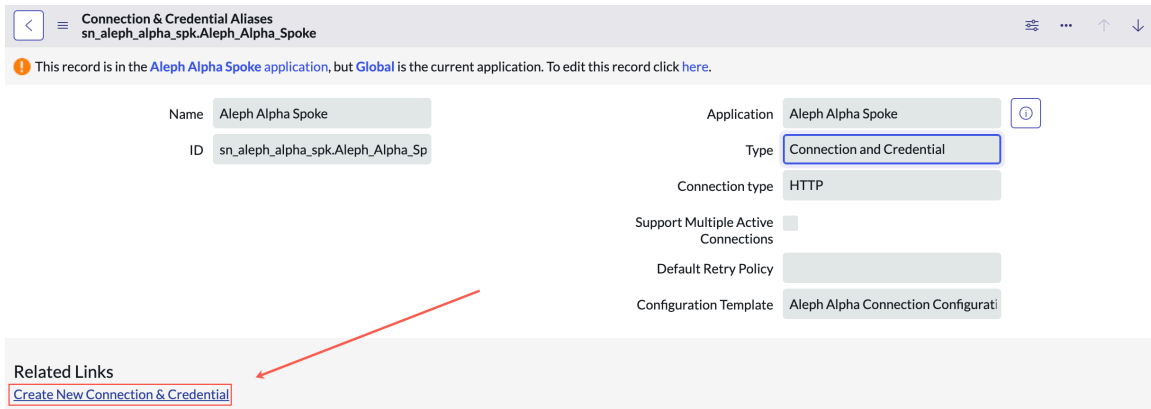 Connection & Credential Aliases
sn_aleph_alpha_spk.Aleph_Alpha_Spoke
This record is in the Aleph Alpha Spoke application, but Global is the current application. To edit this record click here.
Name Aleph Alpha Spoke
ID sn_aleph_alpha_spk.Aleph_Alpha_Sp
Application Aleph Alpha Spoke
Type Connection and Credential
Connection type HTTP
Support Multiple Active
Connections
Default Retry Policy
Configuration Template Aleph Alpha Connection Configurati
Related Links
Create New Connection & Credential